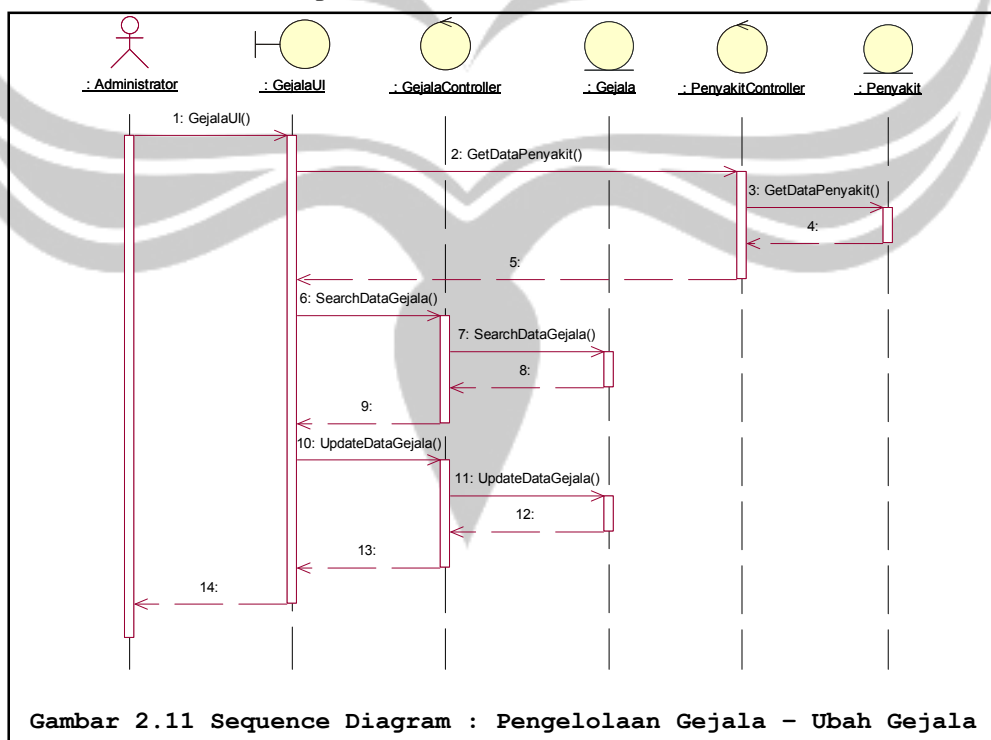 : Administrator
: GejalaUI
: GejalaController
: Gejala
: PenyakitController
: Penyakit
1: GejalaUI()
2: GetDataPenyakit()
3: GetDataPenyakit()
4:
5:
6: SearchDataGejala()
7: SearchDataGejala()
8:
9:
10: UpdateDataGejala()
11: UpdateDataGejala()
12:
13:
14:
Gambar 2.11 Sequence Diagram : Pengelolaan Gejala – Ubah Gejala